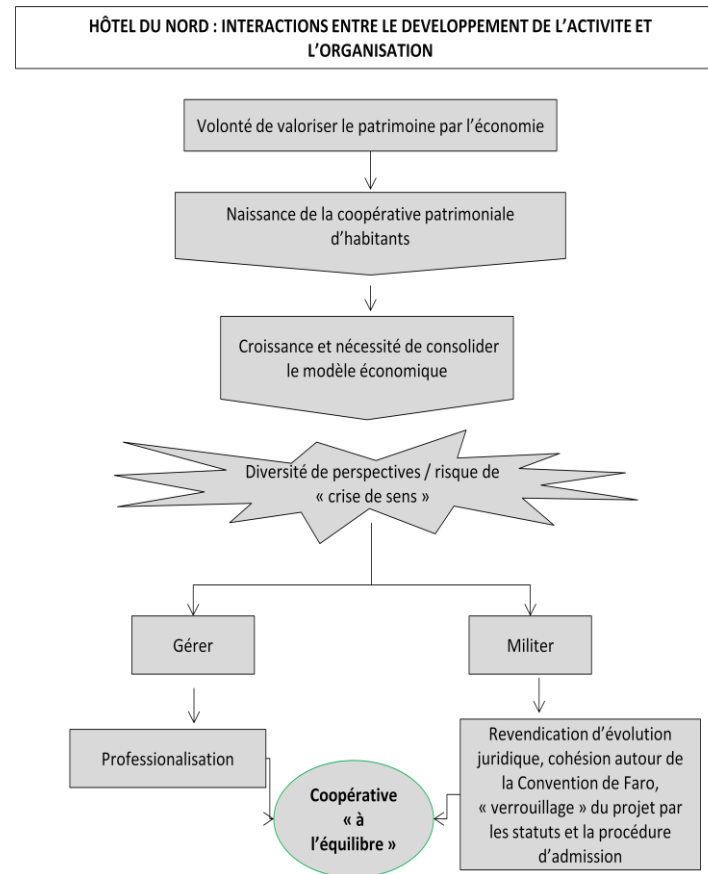 HÔTEL DU NORD : INTERACTIONS ENTRE LE DEVELOPPEMENT DE L’ACTIVITE ET
L’ORGANISATION
Volonté de valoriser le patrimoine par l’économie
Naissance de la coopérative patrimoniale
d’habitants
Croissance et nécessité de consolider
le modèle économique
Diversité de perspectives / risque de
« crise de sens »
Gérer
Militer
Professionalisation
Revendication d’évolution
juridique, cohésion autour de
la Convention de Faro,
« verrouillage » du projet par
les statuts et la procédure
d’admission
Coopérative
« à
l’équilibre »